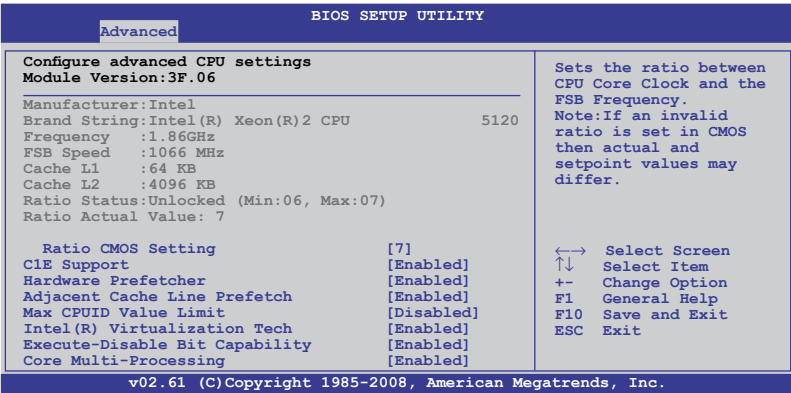 BIOS SETUP UTILITY
Advanced
Configure advanced CPU settings
Module Version:3F.06
Manufacturer:Intel
Brand String:Intel(R) Xeon(R)2 CPU 5120
Frequency :1.86GHz
FSB Speed :1066 MHz
Cache L1 :64 KB
Cache L2 :4096 KB
Ratio Status:Unlocked (Min:06, Max:07)
Ratio Actual Value: 7
Ratio CMOS Setting [7]
C1E Support [Enabled]
Hardware Prefetcher [Enabled]
Adjacent Cache Line Prefetch [Enabled]
Max CPUID Value Limit [Disabled]
Intel(R) Virtualization Tech [Enabled]
Execute-Disable Bit Capability [Enabled]
Core Multi-Processing [Enabled]
Sets the ratio between
CPU Core Clock and the
FSB Frequency.
Note:If an invalid
ratio is set in CMOS
then actual and
setpoint values may
differ.
←→ Select Screen
↑↓ Select Item
+- Change Option
F1 General Help
F10 Save and Exit
ESC Exit
v02.61 (C)Copyright 1985-2008, American Megatrends, Inc.